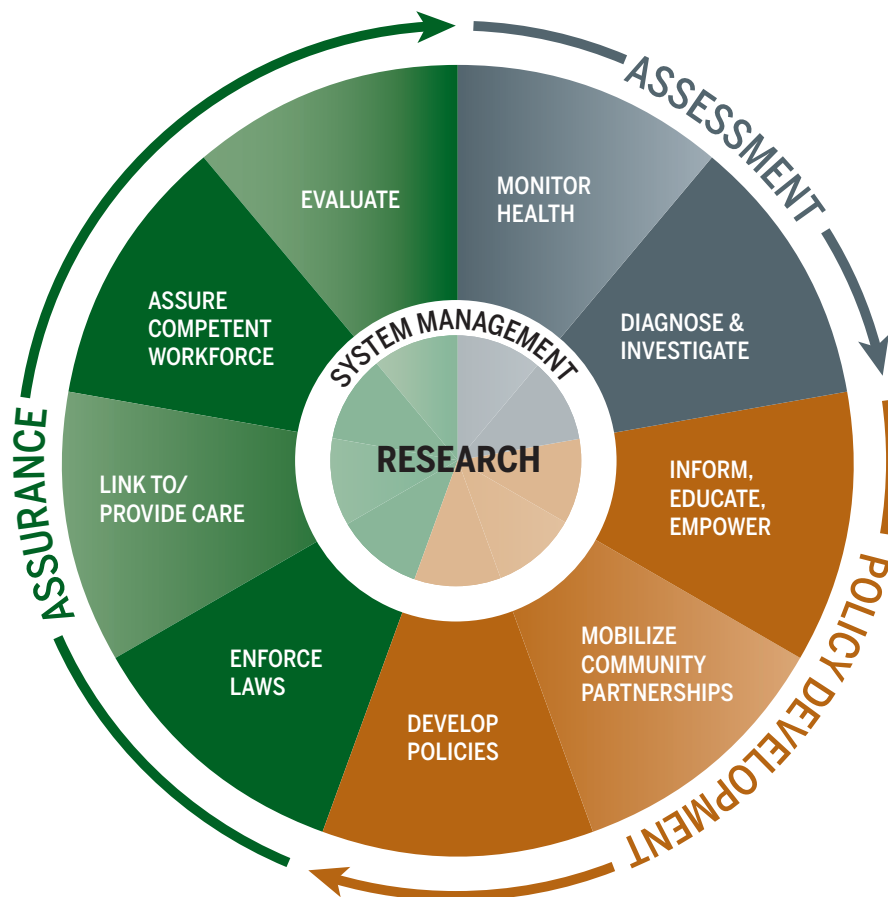 ASSESSMENT
MONITOR
HEALTH
DIAGNOSE &
INVESTIGATE
POLICY DEVELOPMENT
INFORM,
EDUCATE,
EMPOWER
MOBILIZE
COMMUNITY
PARTNERSHIPS
DEVELOP
POLICIES
ASSURANCE
ENFORCE
LAWS
LINK TO/
PROVIDE CARE
ASSURE
COMPETENT
WORKFORCE
EVALUATE
SYSTEM MANAGEMENT
RESEARCH